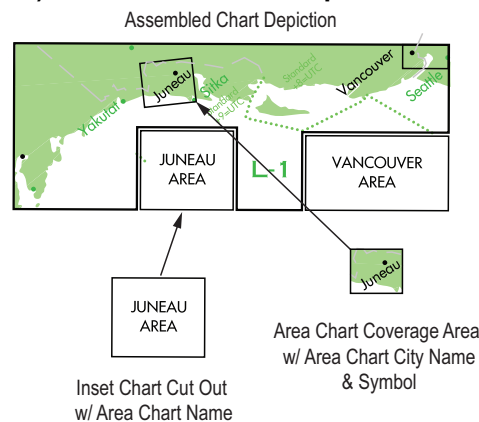 Assembled Chart Depiction
Juneau
Sitka
Yakutat
Standard
-9=UTC
Standard
+8=UTC
Vancouver
Seattle
JUNEAU
AREA
L-1
VANCOUVER
AREA
JUNEAU
AREA
Juneau
Inset Chart Cut Out
w/ Area Chart Name
Area Chart Coverage Area
w/ Area Chart City Name
& Symbol